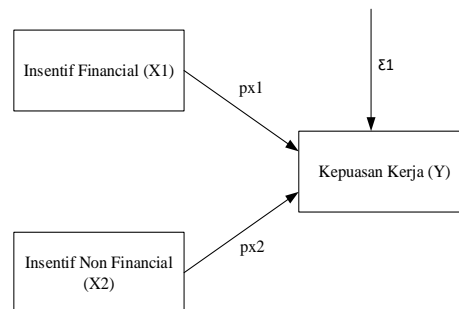 Insentif Financial (X1)
px1
Ɛ1
Kepuasan Kerja (Y)
px2
Insentif Non Financial
(X2)